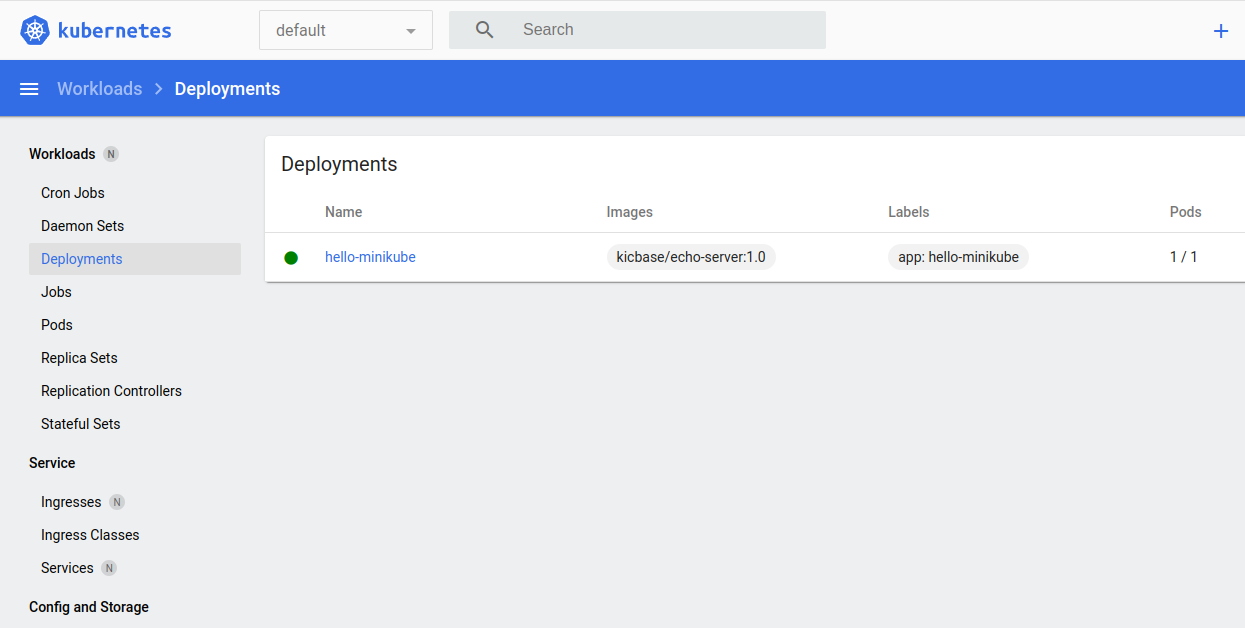 kubernetes
default
Search
Workloads > Deployments
Workloads N
Cron Jobs
Daemon Sets
Deployments
Jobs
Pods
Replica Sets
Replication Controllers
Stateful Sets
Service
Ingresses N
Ingress Classes
Services N
Config and Storage
Deployments
Name Images Labels Pods
hello-minikube kicbase/echo-server:1.0 app: hello-minikube 1 / 1